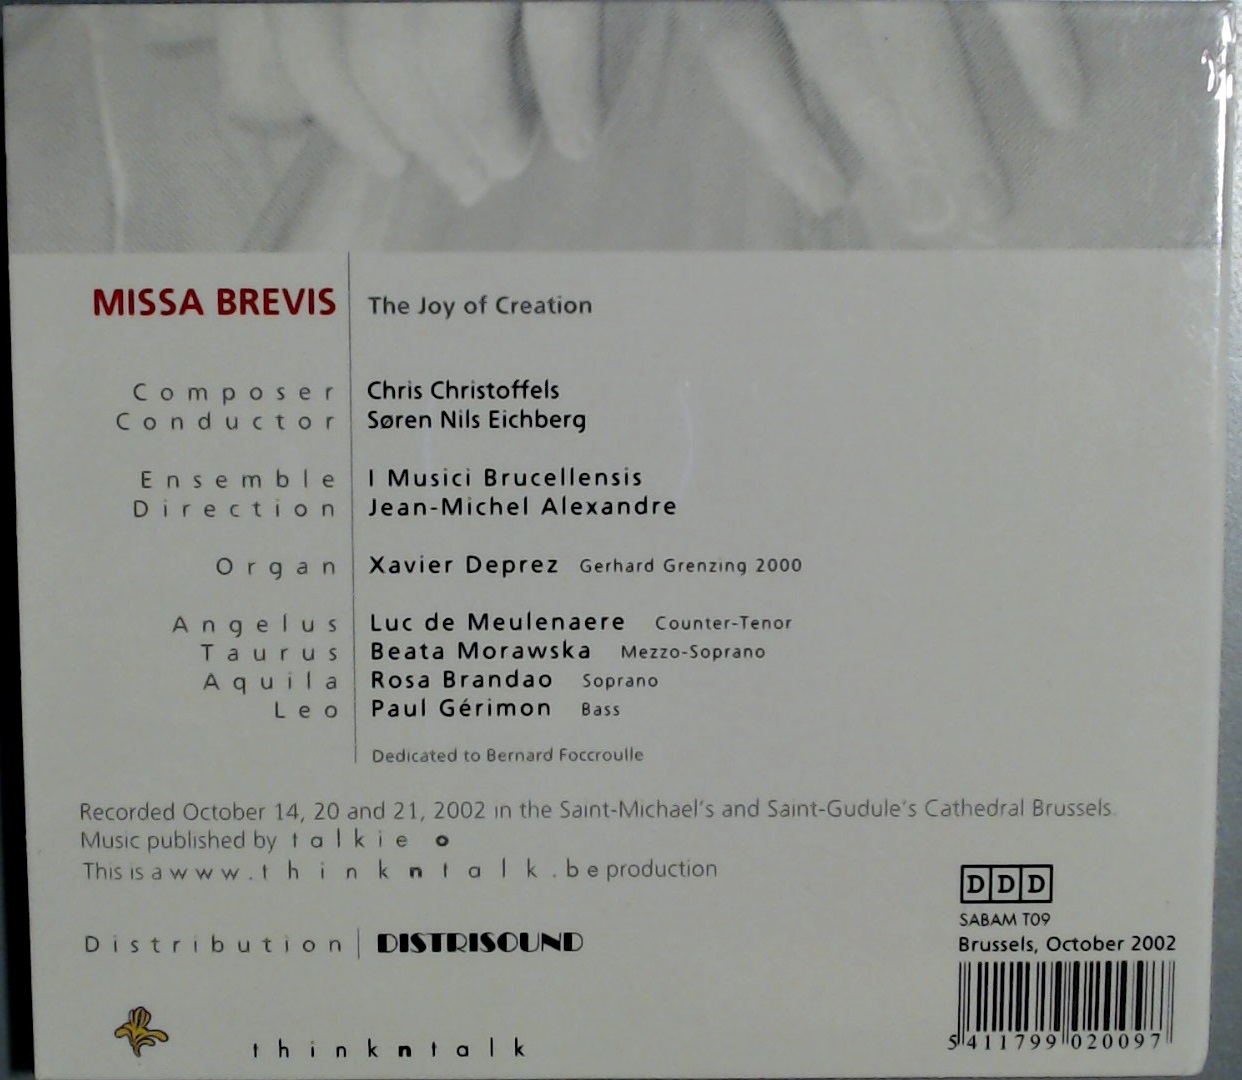 MISSA BREVIS The Joy of Creation
Composer Chris Christoffels
Conductor Søren Nils Eichberg
Ensemble I Musici Brucellensis
Direction Jean-Michel Alexandre
Organ Xavier Deprez Gerhard Grenzing 2000
Angelus Luc de Meulenaere Counter-Tenor
Taurus Beata Morawska Mezzo-Soprano
Aquila Rosa Brandao Soprano
Leo Paul Gérimon Bass
Dedicated to Bernard Foccroulle
Recorded October 14, 20 and 21, 2002 in the Saint-Michael's and Saint-Gudule's Cathedral Brussels.
Music published by talkie o
This is a www.thinkntalk.be production
DDD
SABAM T09
Distribution DISTRISOUND
Brussels, October 2002
thinkntalk
5411799020097